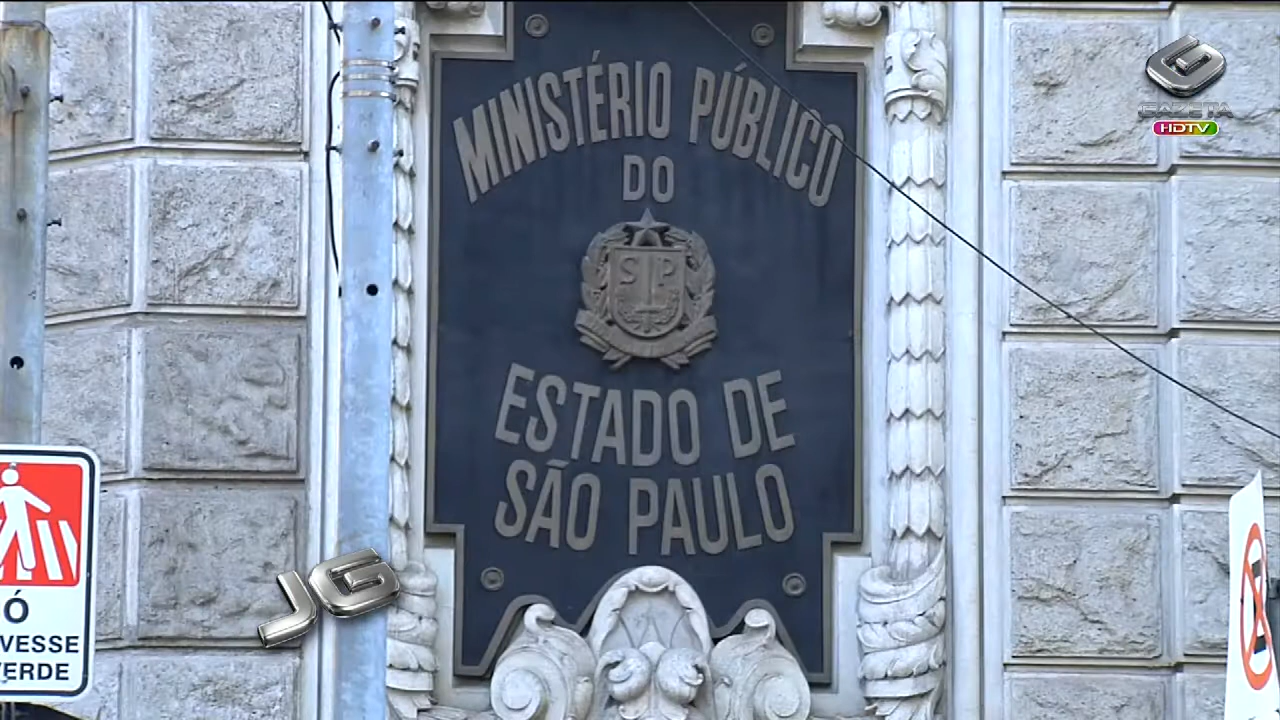 MINISTÉRIO PÚBLICO
DO
SP
ESTADO DE
SÃO PAULO
GAZETA
HDTV
JG
Ó
VESSE
VERDE